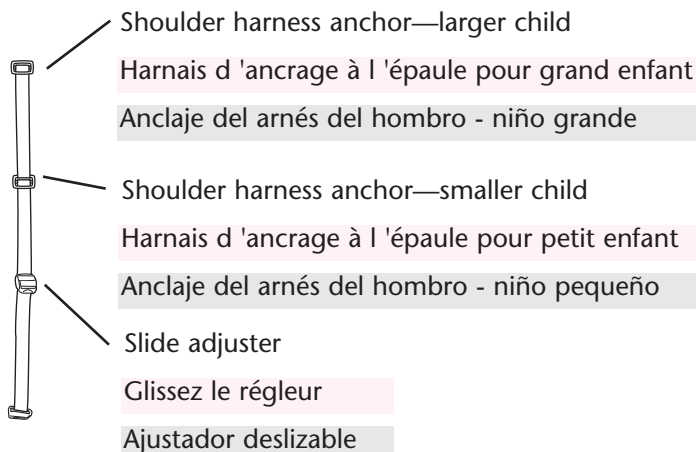 Shoulder harness anchor—larger child
Harnais d 'ancrage à l 'épaule pour grand enfant
Anclaje del arnés del hombro - niño grande
Shoulder harness anchor—smaller child
Harnais d 'ancrage à l 'épaule pour petit enfant
Anclaje del arnés del hombro - niño pequeño
Slide adjuster
Glissez le régleur
Ajustador deslizable